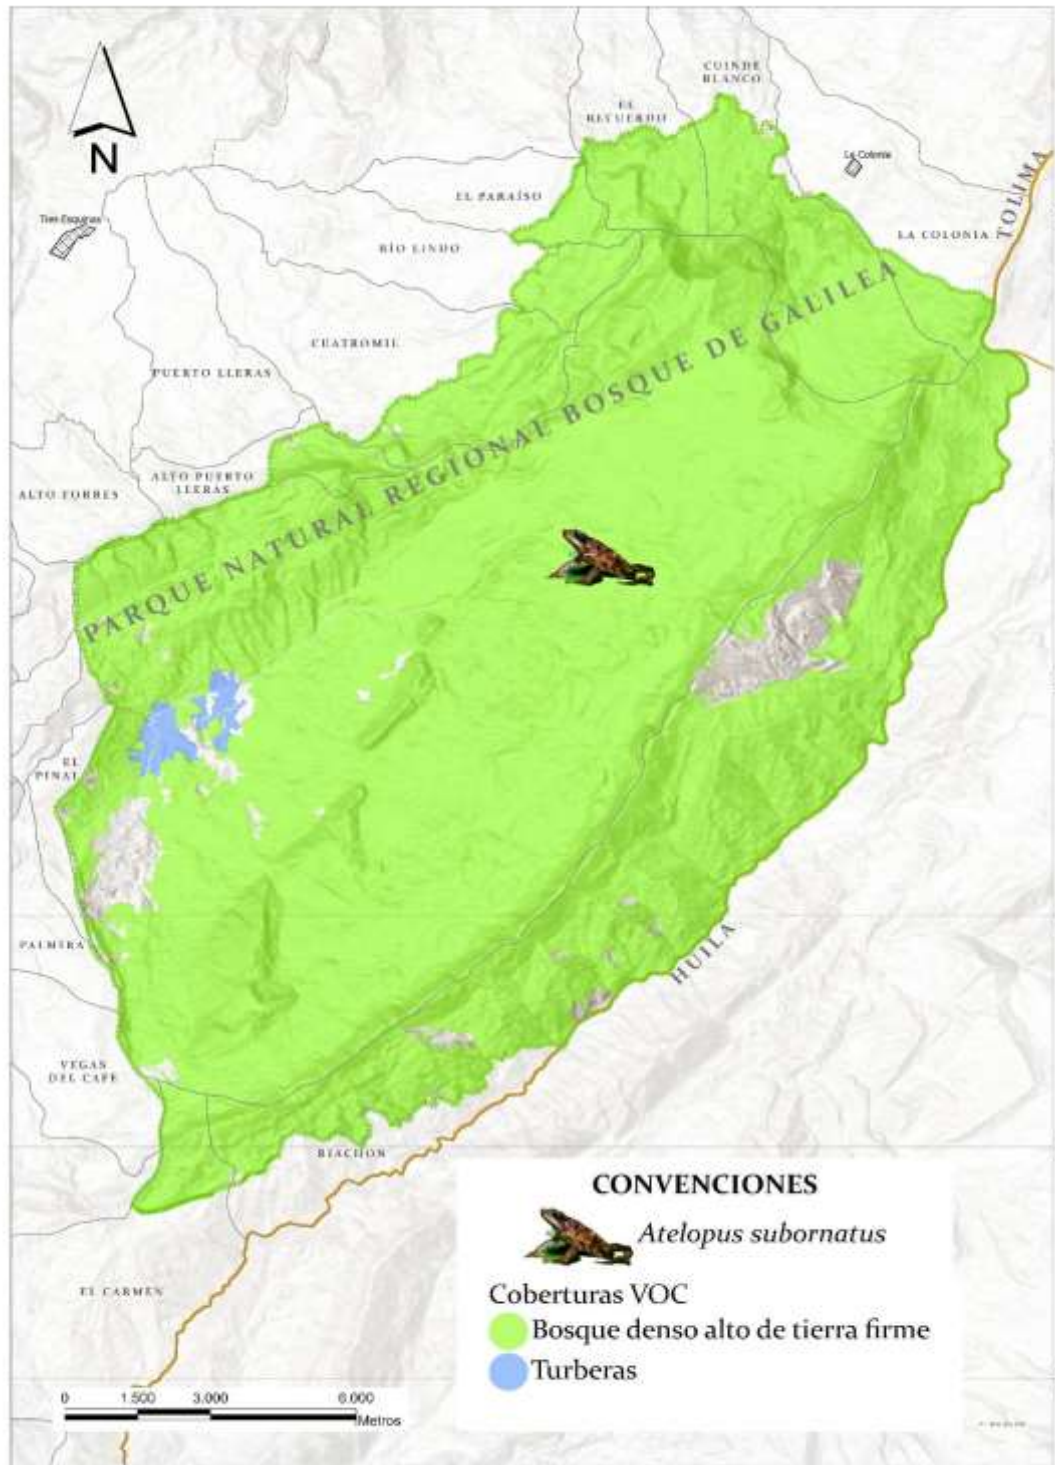 CUINDE
BLANCO
EL
RECUERDO
La Colonia
TOLIMA
N
EL PARAÍSO
Tres Esquinas
LA COLONIA
RÍO LINDO
CUATROMIL
PUERTO LLERAS
PARQUE NATURAL REGIONAL BOSQUE DE GALILEA
ALTO PUERTO
LLERAS
ALTO TORRES
EL
PINAL
PALMIRA
HUILA
VEGAS
DEL CAFE
RIACHON
EL CARMEN
CONVENCIONES
Atelopus subornatus
Coberturas VOC
Bosque denso alto de tierra firme
Turberas
0 1.500 3.000 6.000
Metros